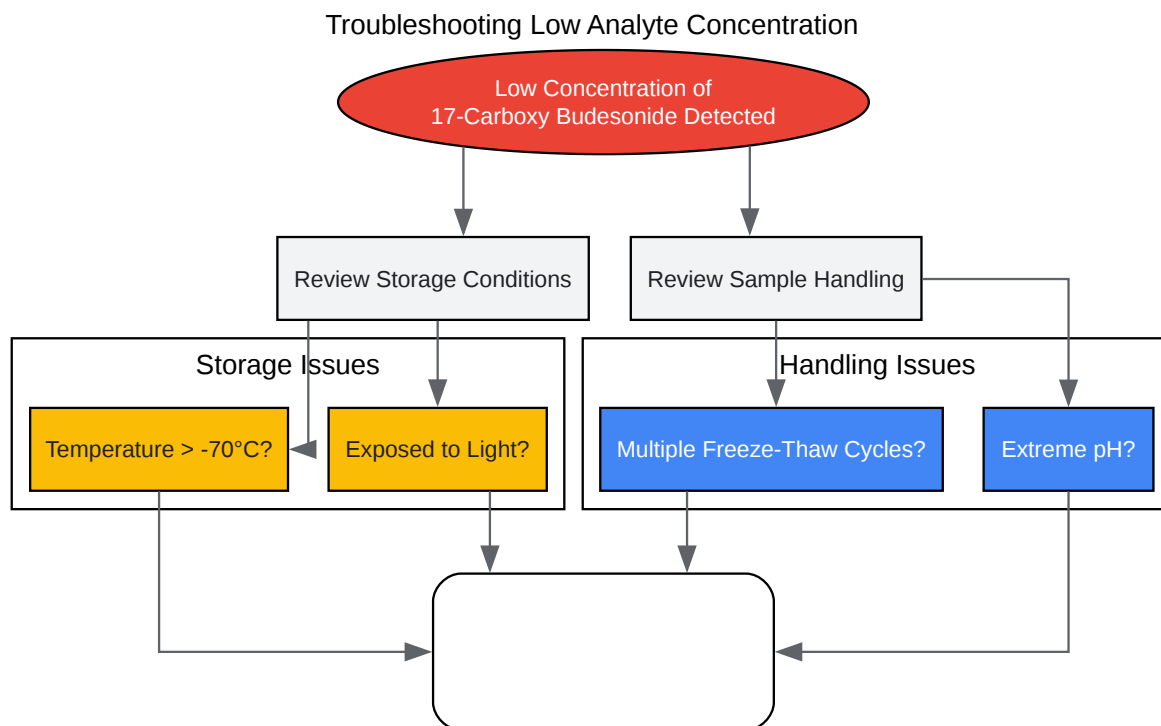 Troubleshooting Low Analyte Concentration
Low Concentration of
17-Carboxy Budesonide Detected
Review Storage Conditions
Review Sample Handling
Storage Issues
Handling Issues
Temperature > -70°C?
Exposed to Light?
Multiple Freeze-Thaw Cycles?
Extreme pH?